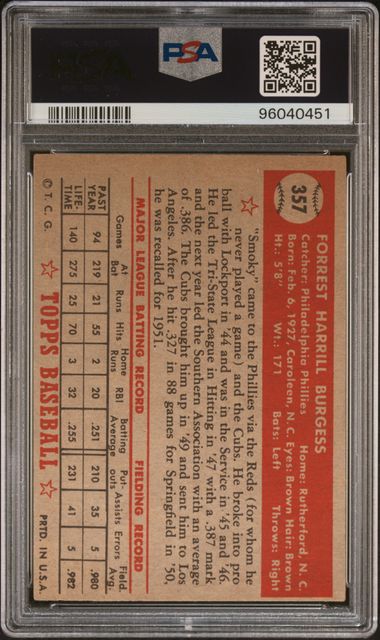 PSA
96040451
357
FORREST HARRILL BURGESS
Catcher: Philadelphia Phillies Home: Rutherford, N. C.
Born: Feb. 6, 1927, Caroleen, N. C. Eyes: Brown Hair: Brown
Ht.: 5'8" Wt.: 171 Bats: Left Throws: Right
"Smoky" came to the Phillies via the Reds (for whom he
never played a game) and the Cubs. He broke into pro
ball with Lockport in '44 and was in the Service in '45 and '46.
He led the Tri-State League in Hitting in '47 with a .387 mark
and the next year led the Southern Association with an average
of .386. The Cubs brought him up in '49 and sent him to Los
Angeles. After he hit .327 in 88 games for Springfield in '50,
he was recalled for 1951.
MAJOR LEAGUE BATTING RECORD FIELDING RECORD
Games At Bat Runs Hits Home Runs RBI Batting Average Put-outs Assists Errors Field Avg.
PAST YEAR 94 219 21 55 2 20 .251 210 35 5 .980
LIFE-TIME 140 275 25 70 3 32 .255 231 41 5 .982
© T. C. G. TOPPS BASEBALL PRTD. IN U.S.A.